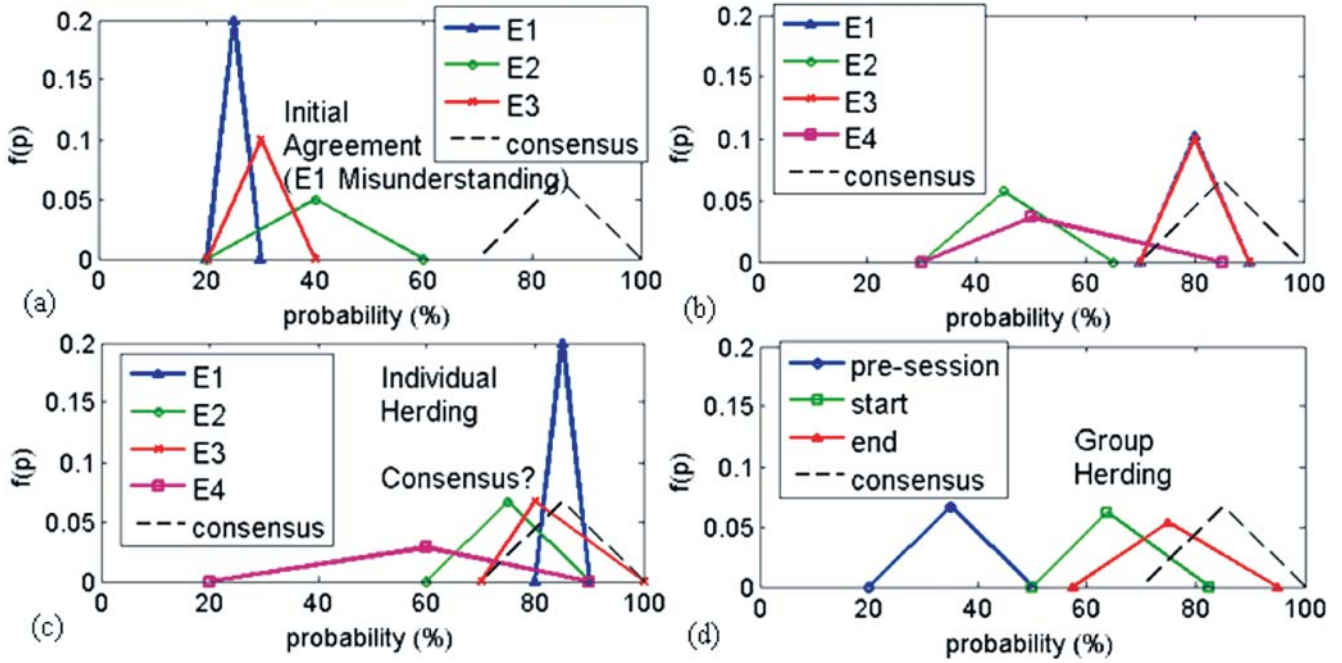 0.2
0.15
0.1
0.05
0
f(p)
E1
E2
E3
consensus
Initial
Agreement
(E1 Misunderstanding)
0 20 40 60 80 100
probability (%)
(a)
0.2
0.15
0.1
0.05
0
f(p)
E1
E2
E3
E4
consensus
0 20 40 60 80 100
probability (%)
(b)
0.2
0.15
0.1
0.05
0
f(p)
E1
E2
E3
E4
consensus
Individual
Herding
Consensus?
0 20 40 60 80 100
probability (%)
(c)
0.2
0.15
0.1
0.05
0
f(p)
pre-session
start
end
consensus
Group
Herding
0 20 40 60 80 100
probability (%)
(d)